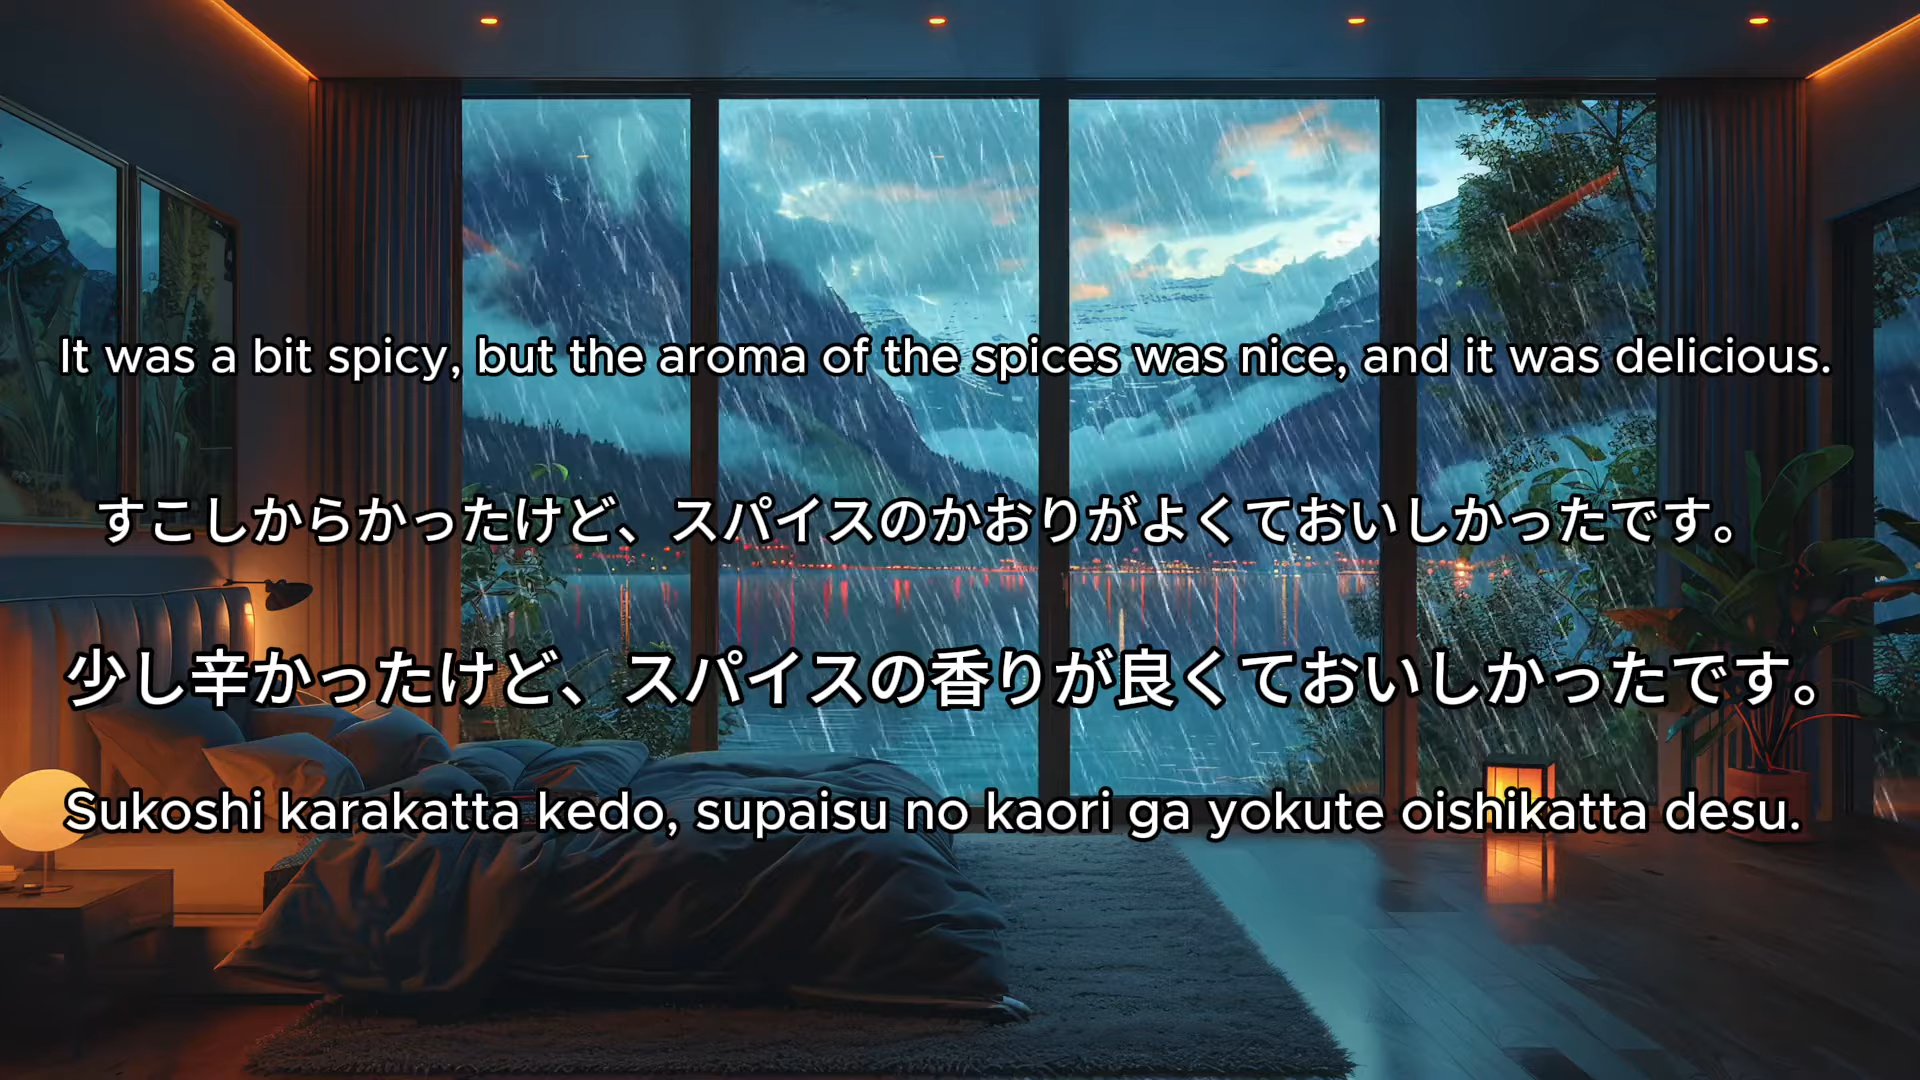 It was a bit spicy, but the aroma of the spices was nice, and it was delicious.
すこしからかったけど、スパイスのかおりがよくておいしかったです。
少し辛かったけど、スパイスの香りが良くておいしかったです。
Sukoshi karakatta kedo, supaisu no kaori ga yokute oishikatta desu.